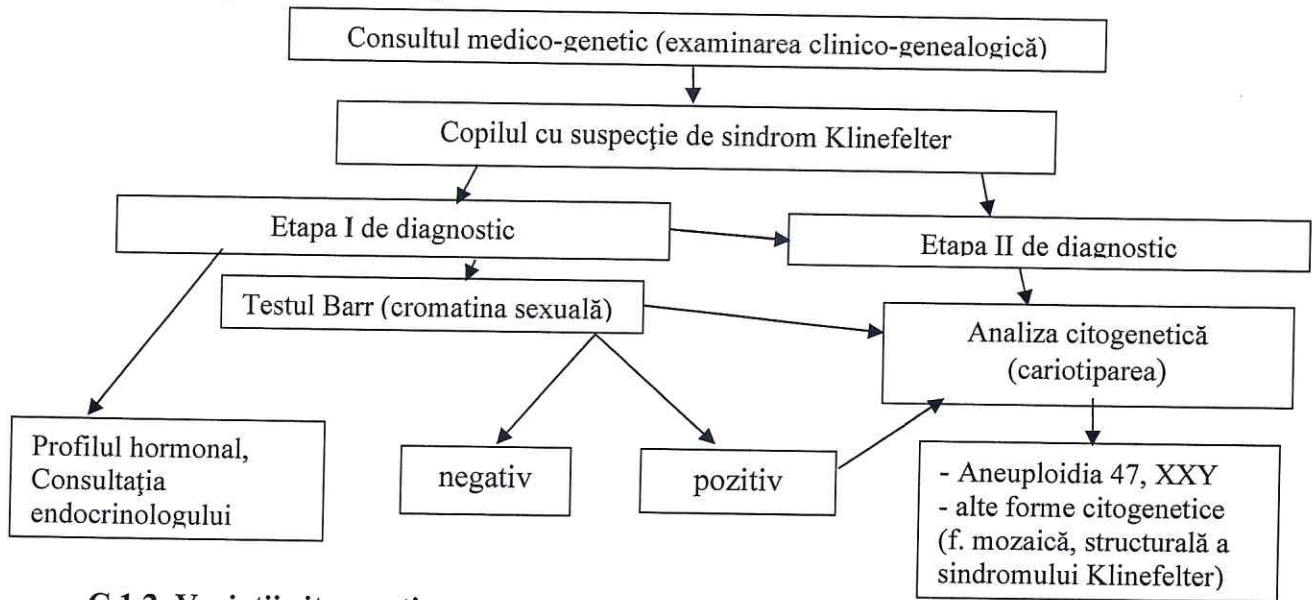 Consultul medico-genetic (examinarea clinico-genealogică)
Copilul cu suspecţie de sindrom Klinefelter
Etapa I de diagnostic
Etapa II de diagnostic
Testul Barr (cromatina sexuală)
Analiza citogenetică
(cariotiparea)
Profilul hormonal,
Consultaţia
endocrinologului
negativ
pozitiv
- Aneuploidia 47, XXY
- alte forme citogenetice
(f. mozaică, structurală a
sindromului Klinefelter)